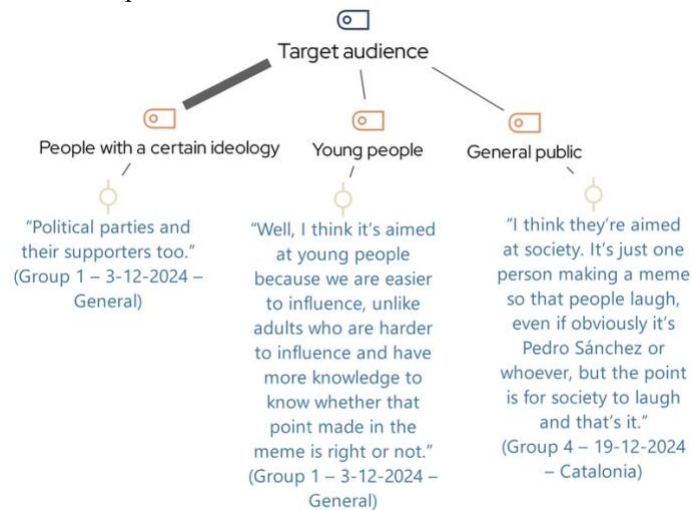 Target audience
People with a certain ideology
Young people
General public
“Political parties and
their supporters too.”
(Group 1 – 3-12-2024 –
General)
“Well, I think it’s aimed
at young people
because we are easier
to influence, unlike
adults who are harder
to influence and have
more knowledge to
know whether that
point made in the
meme is right or not.”
(Group 1 – 3-12-2024 –
General)
“I think they’re aimed
at society. It’s just one
person making a meme
so that people laugh,
even if obviously it’s
Pedro Sánchez or
whoever, but the point
is for society to laugh
and that’s it.”
(Group 4 – 19-12-2024
– Catalonia)